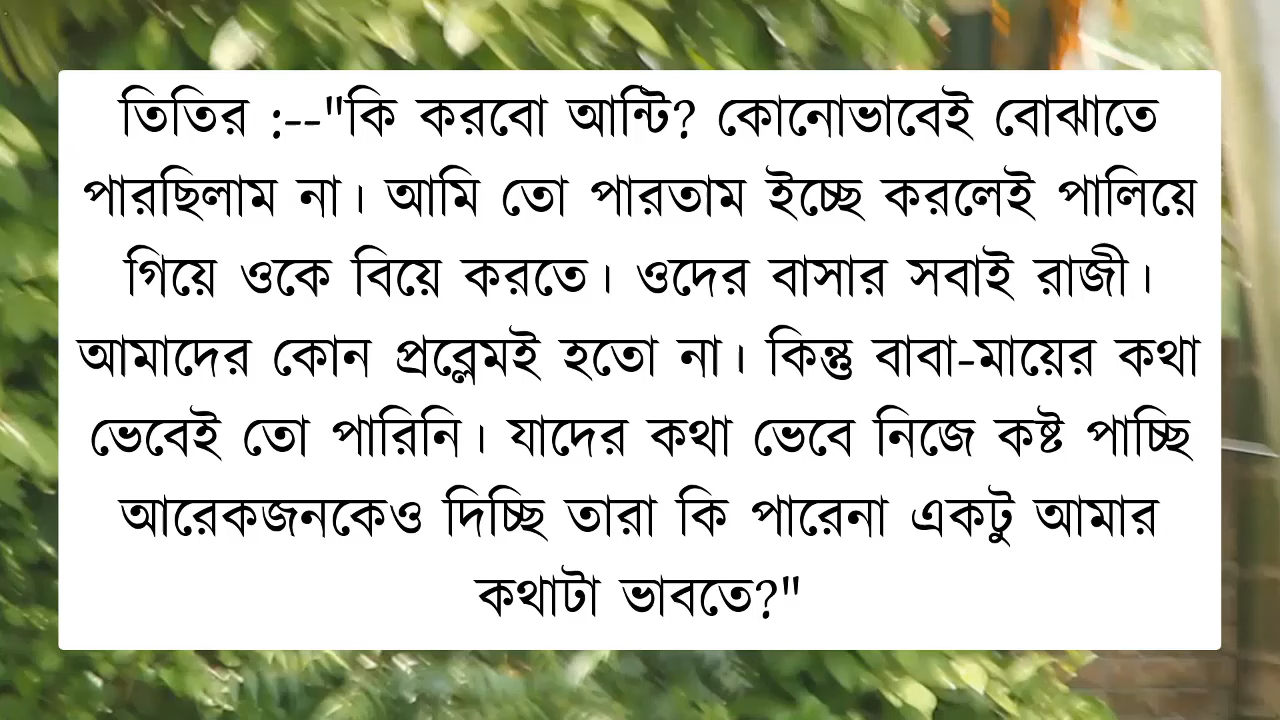 তিতির :--"কি করবো আন্টি? কোনোভাবেই বোঝাতে
পারছিলাম না। আমি তো পারতাম ইচ্ছে করলেই পালিয়ে
গিয়ে ওকে বিয়ে করতে। ওদের বাসার সবাই রাজী।
আমাদের কোন প্রব্লেমই হতো না। কিন্তু বাবা-মায়ের কথা
ভেবেই তো পারিনি। যাদের কথা ভেবে নিজে কষ্ট পাচ্ছি
আরেকজনকেও দিচ্ছি তারা কি পারেনা একটু আমার
কথাটা ভাবতে?"